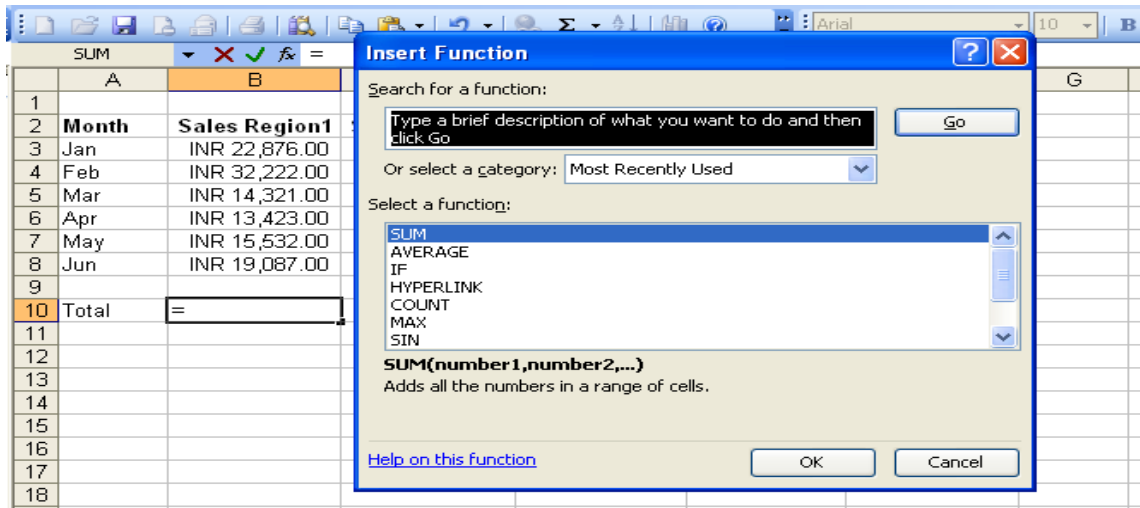 Arial 10 B
SUM fx = 
Insert Function
A B G
Search for a function:
Type a brief description of what you want to do and then
click Go
Go
Or select a category: Most Recently Used
Select a function:
SUM
AVERAGE
IF
HYPERLINK
COUNT
MAX
SIN
SUM(number1,number2,...)
Adds all the numbers in a range of cells.
Help on this function
OK Cancel
1
2 Month Sales Region1
3 Jan INR 22,876.00
4 Feb INR 32,222.00
5 Mar INR 14,321.00
6 Apr INR 13,423.00
7 May INR 15,532.00
8 Jun INR 19,087.00
9
10 Total =
11
12
13
14
15
16
17
18